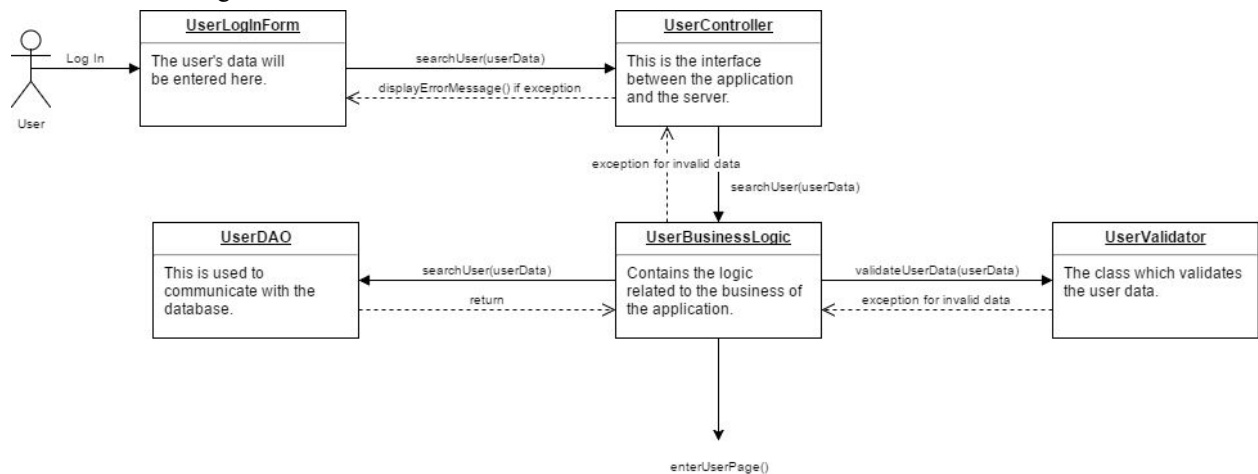 UserLogInForm
The user's data will
be entered here.
UserController
This is the interface
between the application
and the server.
Log In
User
searchUser(userData)
displayErrorMessage() if exception
exception for invalid data
searchUser(userData)
UserDAO
This is used to
communicate with the
database.
searchUser(userData)
return
UserBusinessLogic
Contains the logic
related to the business of
the application.
validateUserData(userData)
exception for invalid data
UserValidator
The class which validates
the user data.
enterUserPage()